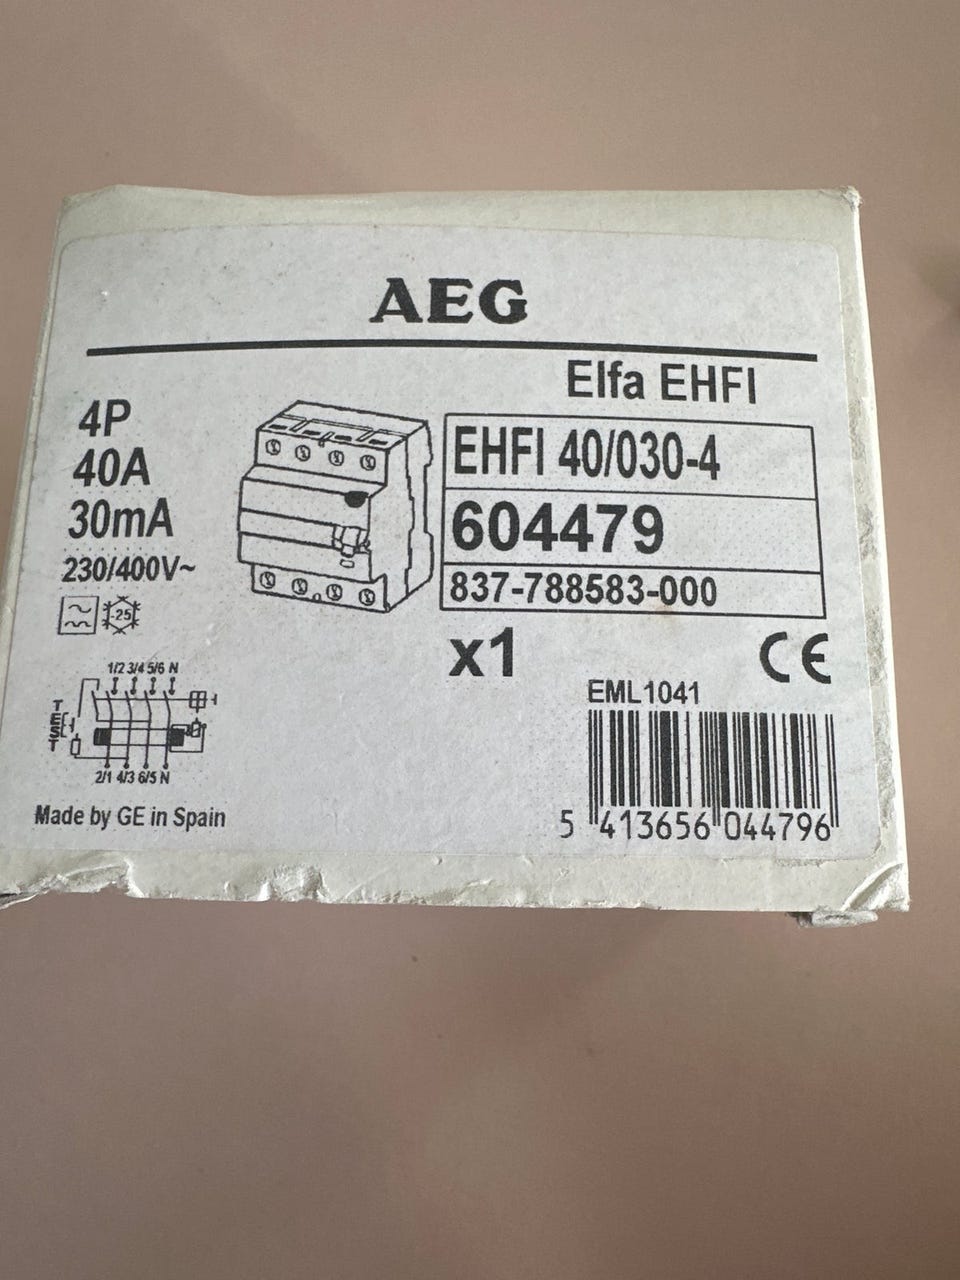 AEG
Elfa EHFI
4P
40A
30mA
230/400V~
-25
EHFI 40/030-4
604479
837-788583-000
x1
CE
EML1041
1/2 3/4 5/6 N
TEST
2/1 4/3 6/5 N
Made by GE in Spain
5 413656 044796